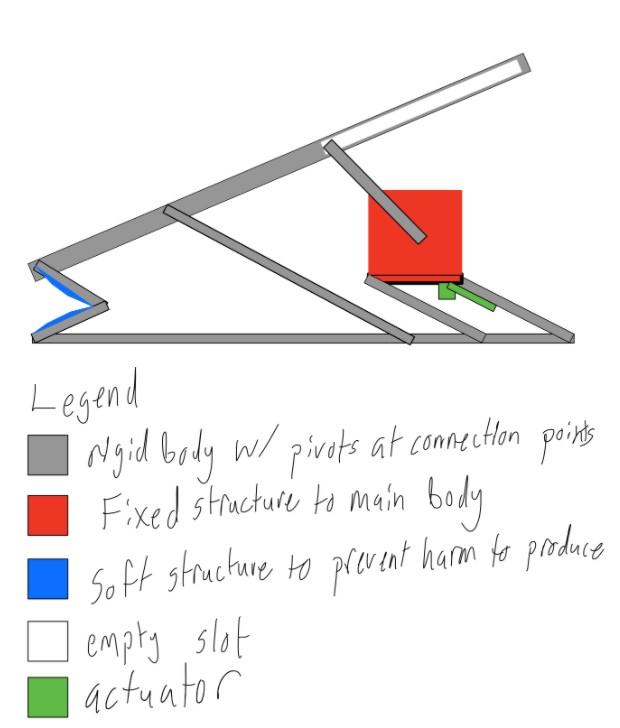 Legend
rigid body w/ pivots at connection points
Fixed structure to main body
Soft structure to prevent harm to produce
empty slot
actuator